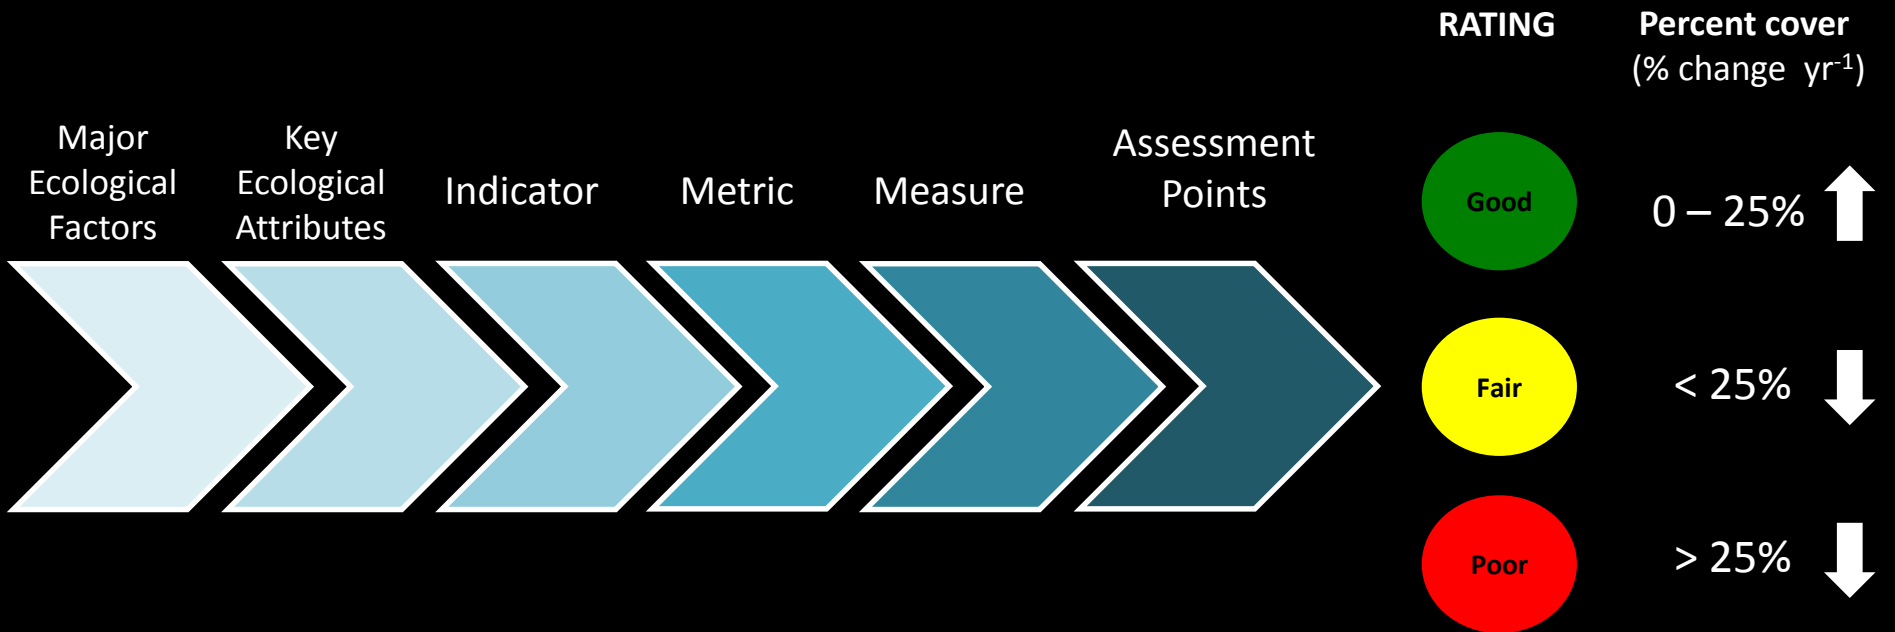 Major
Ecological
Factors
Key
Ecological
Attributes
Indicator
Metric
Measure
Assessment
Points
RATING
Percent cover
(% change yr-1)
Good
0 – 25%
Fair
< 25%
Poor
> 25%